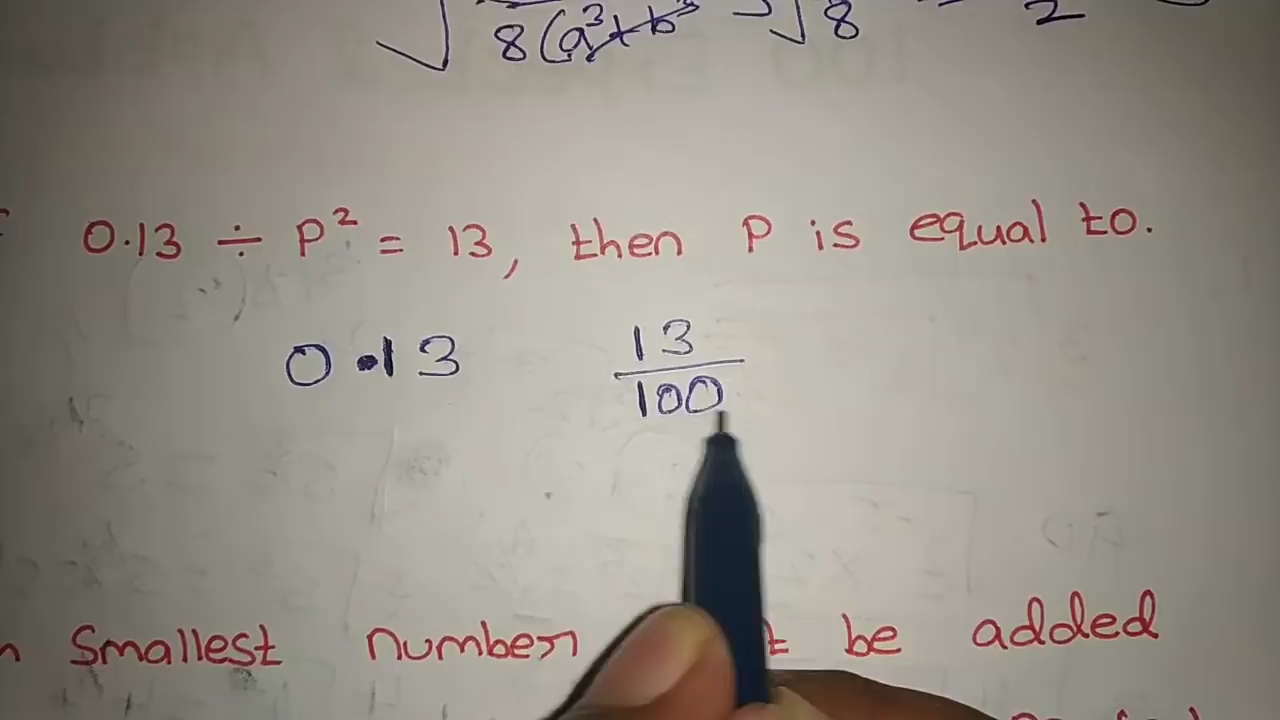 √8(a³+b³ ³√8 2
0.13 ÷ P² = 13, then P is equal to.
0.13 13/100
Smallest number be added